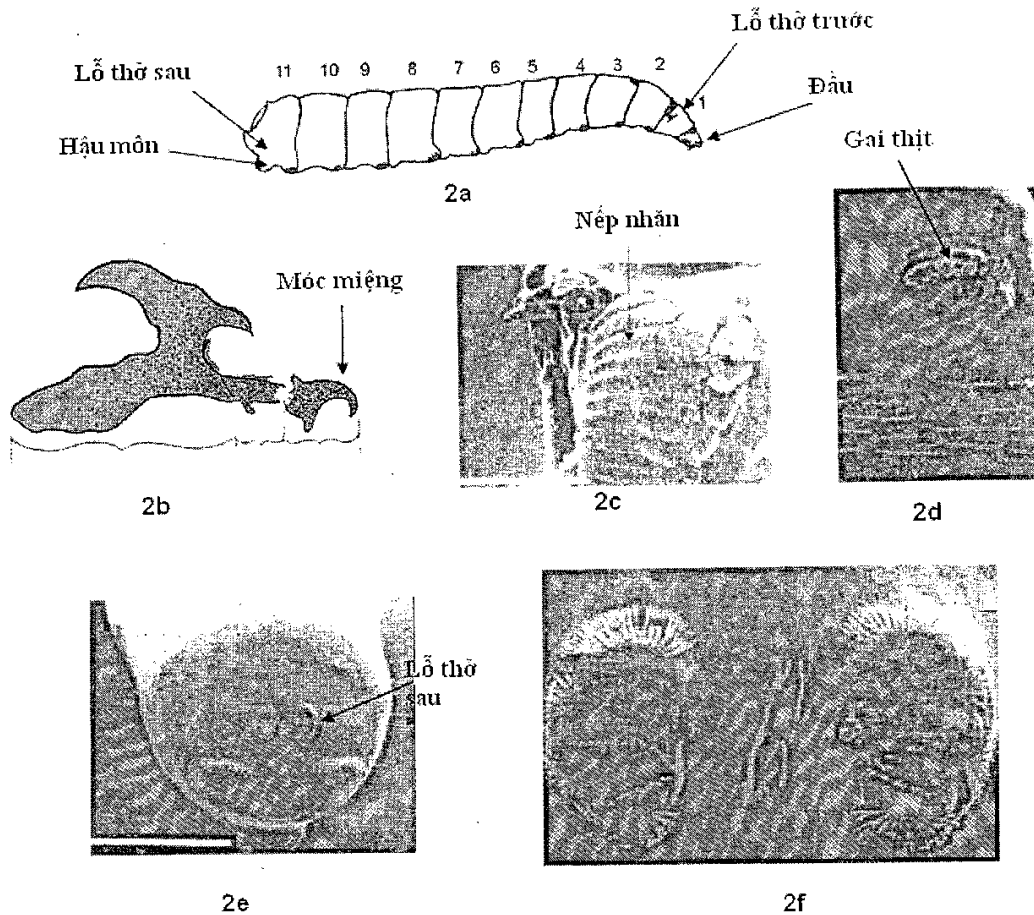 Lỗ thở trước
Lỗ thở sau
11 10 9 8 7 6 5 4 3 2 1
Đầu
Hậu môn
2a
Gai thịt
Nếp nhăn
Móc miệng
2b
2c
2d
Lỗ thở
sau
2e
2f